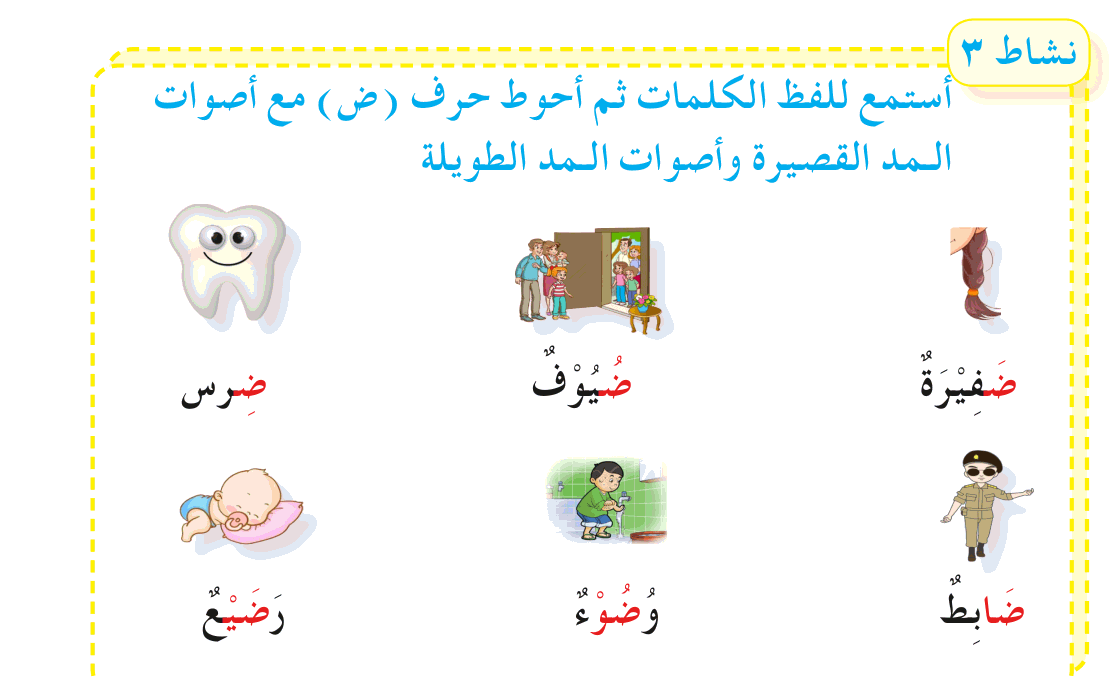 نشاط ٣
أستمع للفظ الكلمات ثم أحوط حرف (ض) مع أصوات
الـمد القصيرة وأصوات الـمد الطويلة
ضَفِيْرَةٌ ضُيُوْفٌ ضِرس
ضَابِطٌ وُضُوْءٌ رَضَيْعٌ